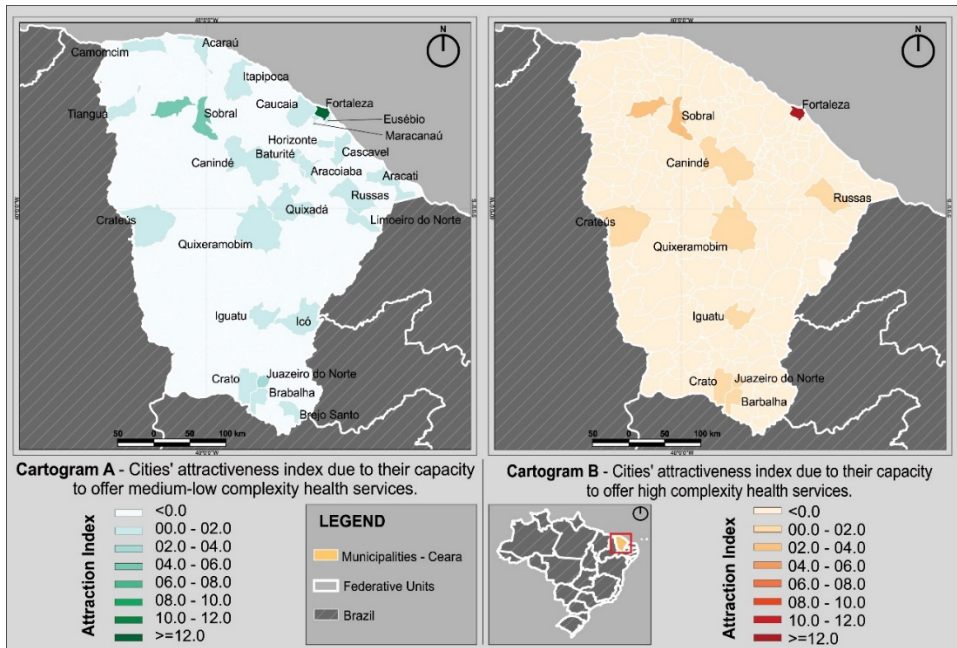 40°0'0"W
N
Camomcim
Acaraú
Itapipoca
Caucaia
Fortaleza
Tianguá
Sobral
Eusébio
Maracanaú
Horizonte
Canindé
Baturité
Cascavel
Aracoiaba
Aracati
Russas
Quixadá
Crateús
Limoeiro do Norte
Quixeramobim
Iguatu
Icó
Crato
Juazeiro do Norte
Brabalha
Brejo Santo
50 0 50 100 km
N
Fortaleza
Sobral
Canindé
Russas
Crateús
Quixeramobim
Iguatu
Crato
Juazeiro do Norte
Barbalha
50 0 50 100 km
Cartogram A - Cities' attractiveness index due to their capacity
to offer medium-low complexity health services.
Attraction Index
<0.0
00.0 - 02.0
02.0 - 04.0
04.0 - 06.0
06.0 - 08.0
08.0 - 10.0
10.0 - 12.0
>=12.0
LEGEND
Municipalities - Ceara
Federative Units
Brazil
Cartogram B - Cities' attractiveness index due to their capacity
to offer high complexity health services.
Attraction Index
<0.0
00.0 - 02.0
02.0 - 04.0
04.0 - 06.0
06.0 - 08.0
08.0 - 10.0
10.0 - 12.0
>=12.0